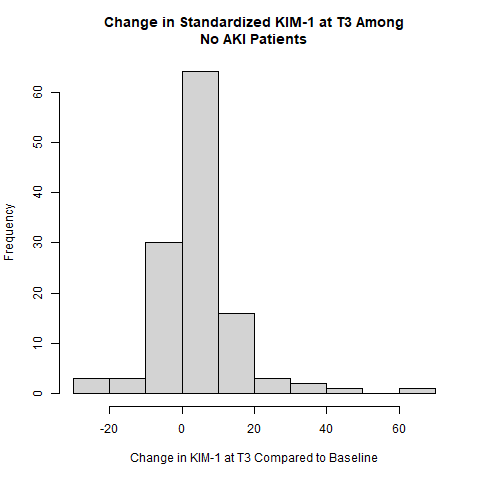 Change in Standardized KIM-1 at T3 Among
No AKI Patients
Frequency
60
50
40
30
20
10
0
-20 0 20 40 60
Change in KIM-1 at T3 Compared to Baseline